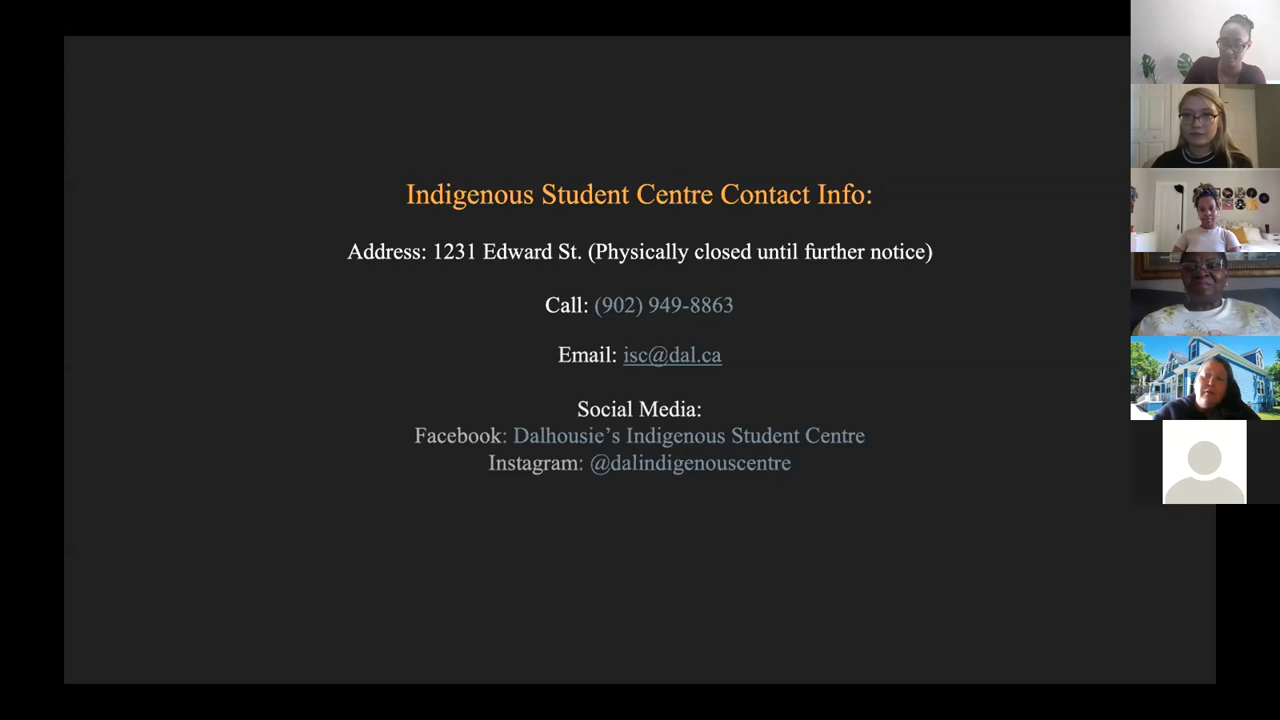 Indigenous Student Centre Contact Info:
Address: 1231 Edward St. (Physically closed until further notice)
Call: (902) 949-8863
Email: isc@dal.ca
Social Media:
Facebook: Dalhousie’s Indigenous Student Centre
Instagram: @dalindigenouscentre